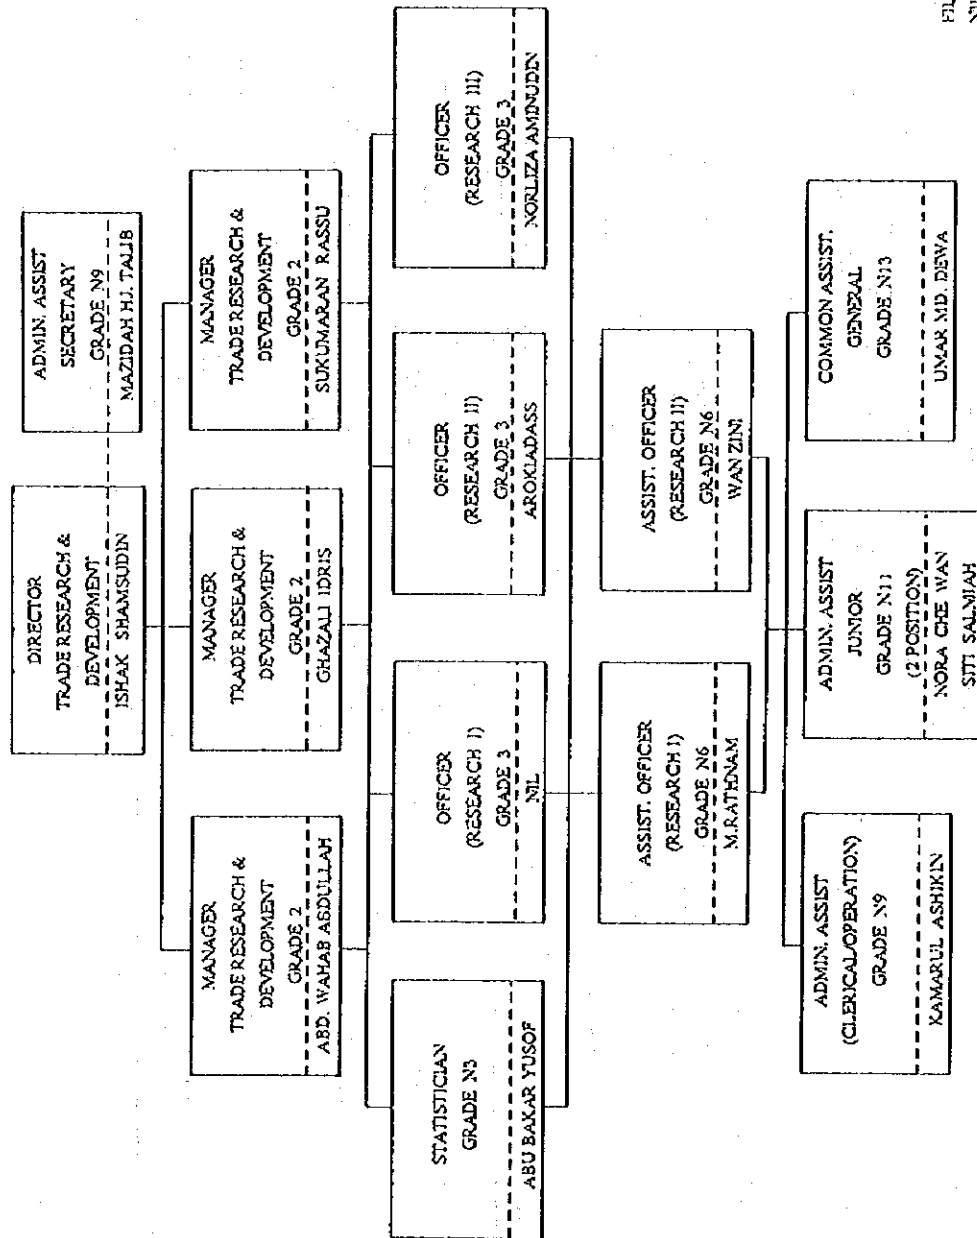 DIRECTOR
TRADE RESEARCH &
DEVELOPMENT
ISHAK SHAMSUDIN
ADMIN. ASSIST
SECRETARY
GRADE N9
MAZIDAH HJ. TALIB
MANAGER
TRADE RESEARCH &
DEVELOPMENT
GRADE 2
ABD. WAHAB ABDULLAH
MANAGER
TRADE RESEARCH &
DEVELOPMENT
GRADE 2
GHAZALI IDRIS
MANAGER
TRADE RESEARCH &
DEVELOPMENT
GRADE 2
SUKUMARAN RASSU
STATISTICIAN
GRADE N3
ABU BAKAR YUSOF
OFFICER
(RESEARCH I)
GRADE 3
NIL
OFFICER
(RESEARCH II)
GRADE 3
AROKIADASS
OFFICER
(RESEARCH III)
GRADE 3
NORLIZA AMINUDIN
ASSIST. OFFICER
(RESEARCH I)
GRADE N6
M.RATHNAM
ASSIST. OFFICER
(RESEARCH II)
GRADE N6
WAN ZINI
ADMIN. ASSIST
(CLERICAL/OPERATION)
GRADE N9
KAMARUL ASHIKIN
ADMIN. ASSIST
JUNIOR
GRADE N11
(2 POSITION)
NORA CHE WAN
SITI SALMIAH
COMMON ASSIST.
GENERAL
GRADE N13
UMAR MD. DEWA